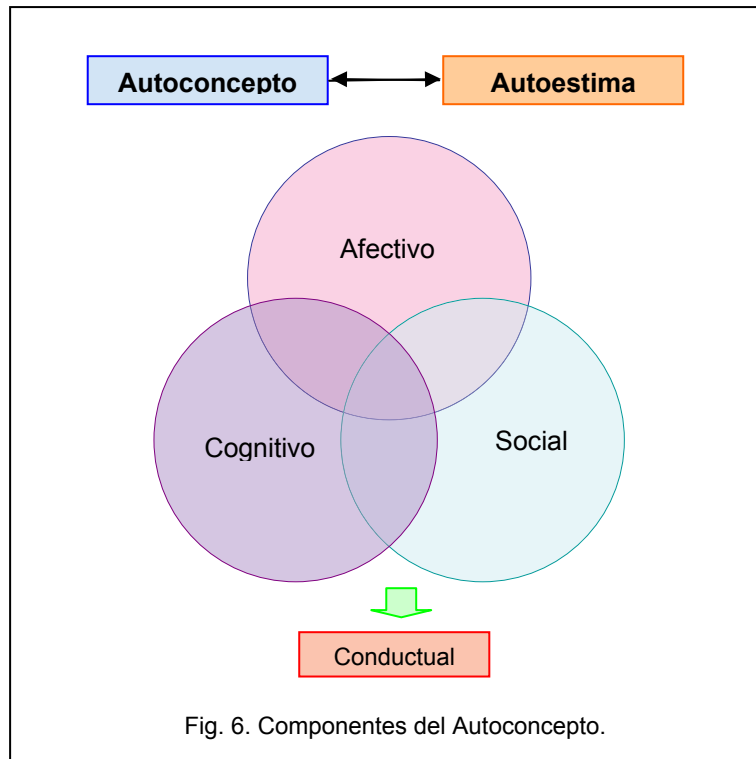 Autoconcepto
Autoestima
Afectivo
Cognitivo
Social
Conductual
Fig. 6. Componentes del Autoconcepto.